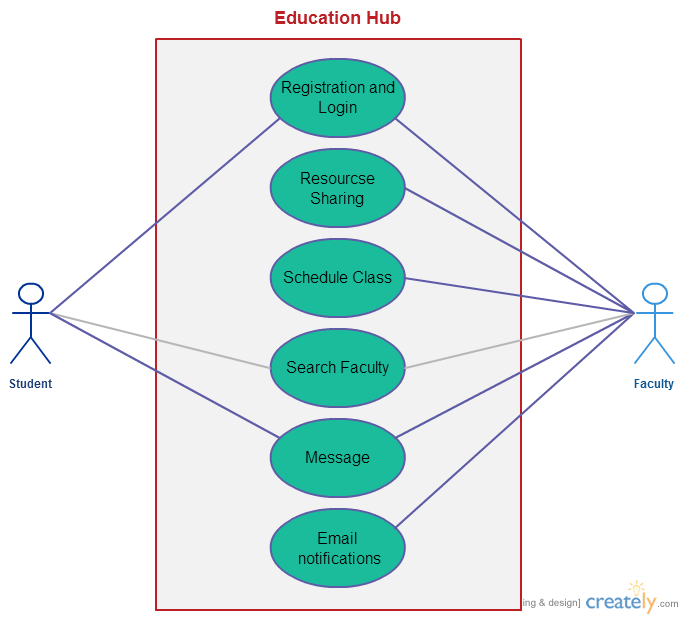 Education Hub
Registration and
Login
Resourcse
Sharing
Schedule Class
Search Faculty
Message
Email
notifications
Student
Faculty
ing & design]
creately.com